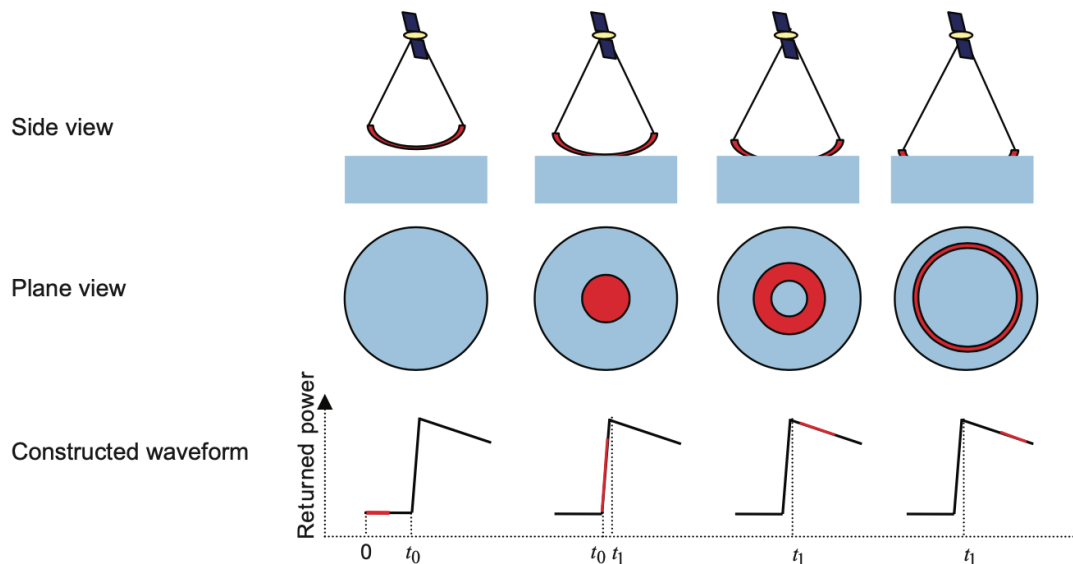 Side view
Plane view
Constructed waveform
Returned power
0 t₀ t₀ t₁ t₁ t₁